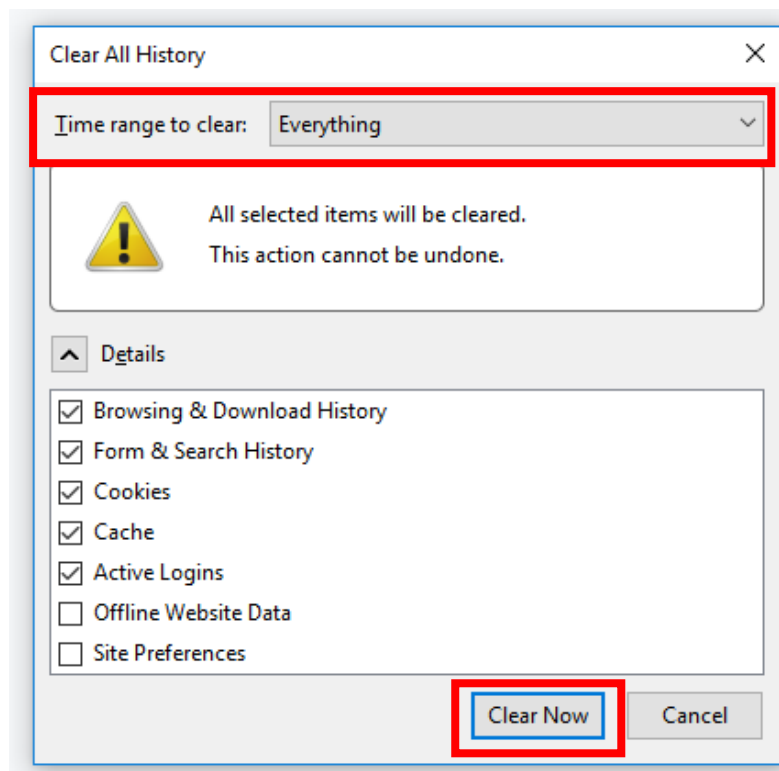 Clear All History
Time range to clear: Everything
All selected items will be cleared.
This action cannot be undone.
Details
Browsing & Download History
Form & Search History
Cookies
Cache
Active Logins
Offline Website Data
Site Preferences
Clear Now Cancel